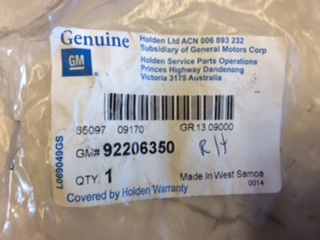 Genuine
Holden Ltd ACN 006 893 232
Subsidiary of General Motors Corp
GM
Holden Service Parts Operations
Princes Highway Dandenong
Victoria 3175 Australia
S5097 09170 GR.13.09000
GM# 92206350 R/H
QTY. 1 Made in West Samoa
0014
Covered by Holden Warranty
L069049GS